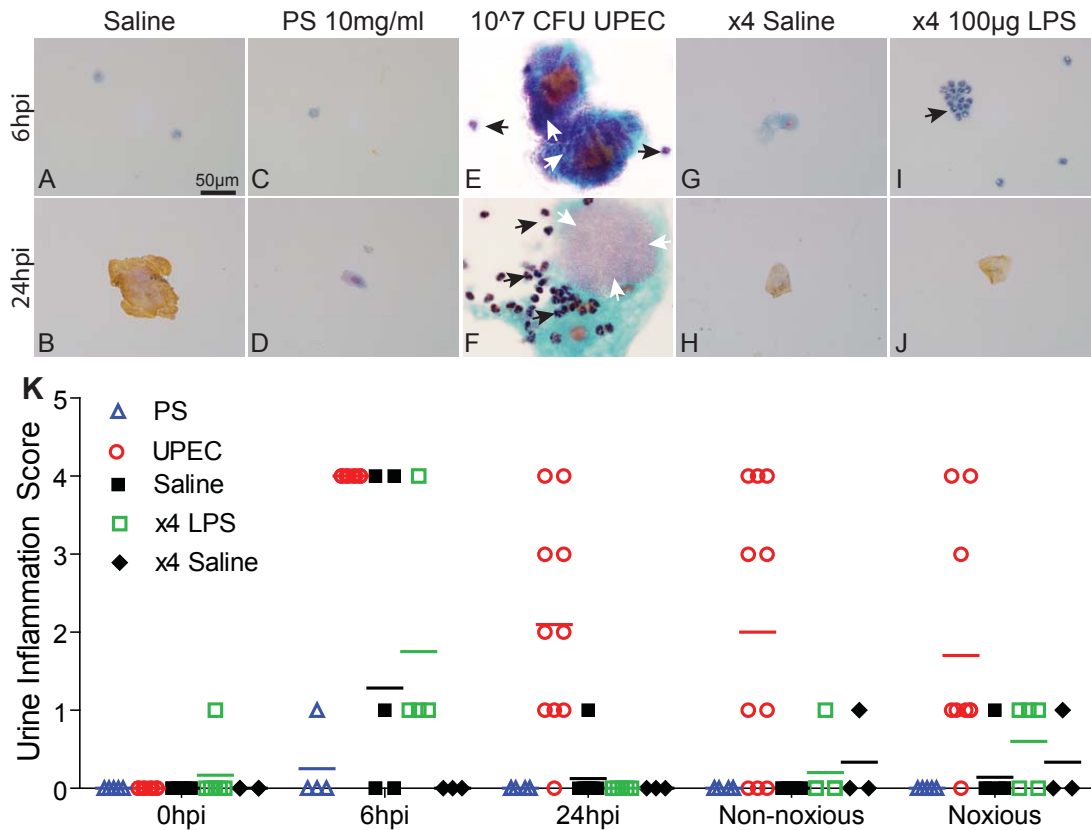 Saline PS 10mg/ml 10^7 CFU UPEC x4 Saline x4 100µg LPS
6hpi
A 50µm C E G I
24hpi
B D F H J
K
Urine Inflammation Score
5
4
3
2
1
0
PS
UPEC
Saline
x4 LPS
x4 Saline
0hpi 6hpi 24hpi Non-noxious Noxious